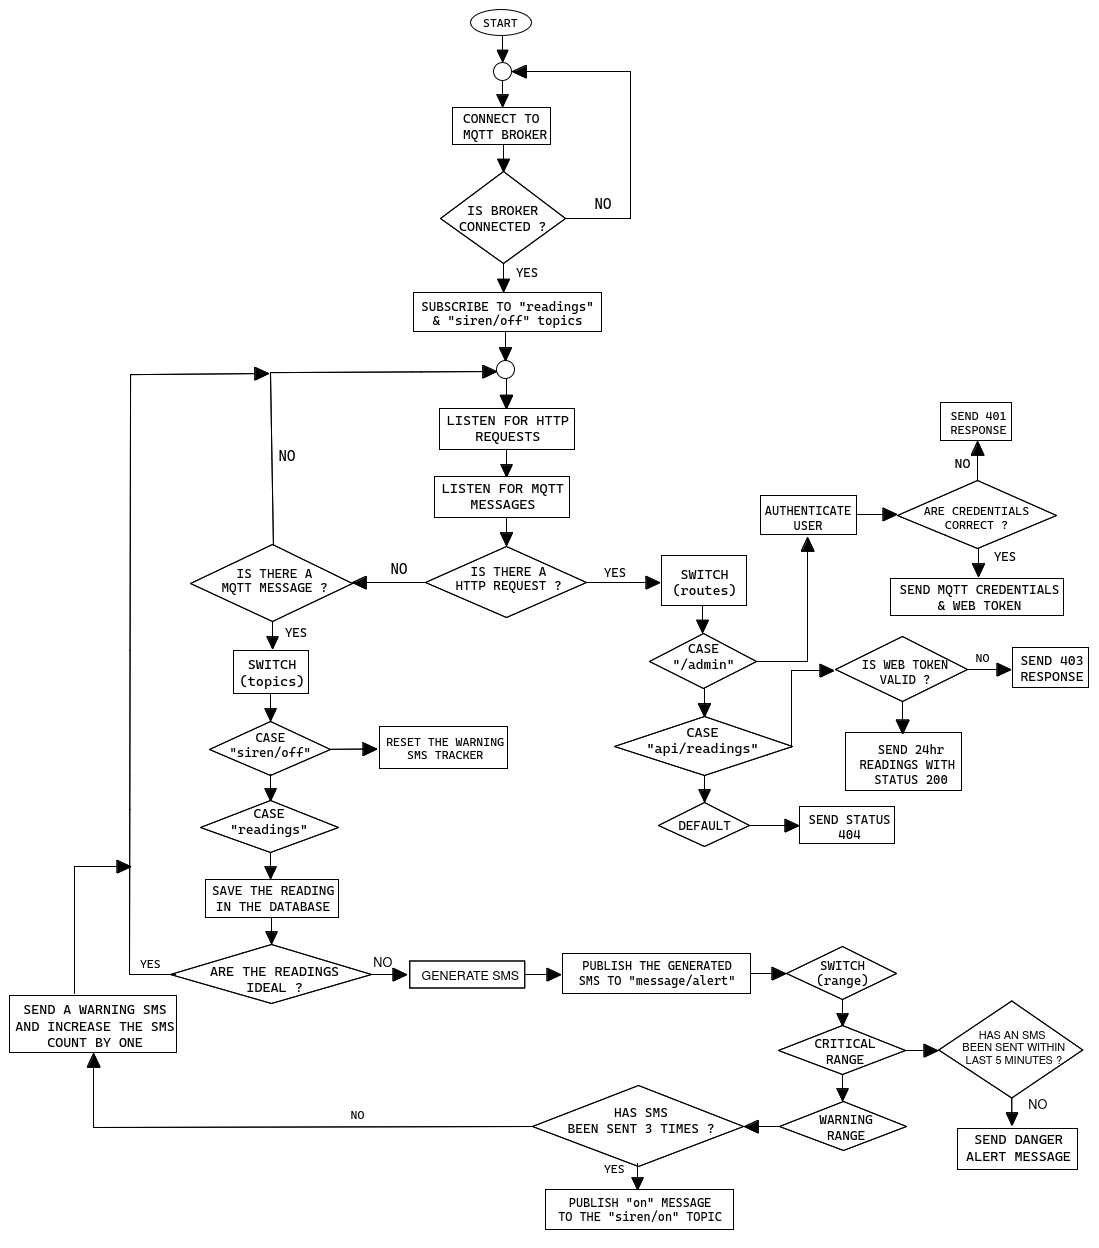 START
CONNECT TO
MQTT BROKER
IS BROKER
CONNECTED ?
NO
YES
SUBSCRIBE TO "readings"
& "siren/off" topics
LISTEN FOR HTTP
REQUESTS
LISTEN FOR MQTT
MESSAGES
IS THERE A
HTTP REQUEST ?
NO
YES
IS THERE A
MQTT MESSAGE ?
NO
YES
SWITCH
(topics)
CASE
"siren/off"
RESET THE WARNING
SMS TRACKER
CASE
"readings"
SAVE THE READING
IN THE DATABASE
ARE THE READINGS
IDEAL ?
YES
NO
SWITCH
(routes)
CASE
"/admin"
AUTHENTICATE
USER
ARE CREDENTIALS
CORRECT ?
NO
SEND 401
RESPONSE
YES
SEND MQTT CREDENTIALS
& WEB TOKEN
CASE
"api/readings"
IS WEB TOKEN
VALID ?
NO
SEND 403
RESPONSE
SEND 24hr
READINGS WITH
STATUS 200
DEFAULT
SEND STATUS
404
GENERATE SMS
PUBLISH THE GENERATED
SMS TO "message/alert"
SWITCH
(range)
CRITICAL
RANGE
HAS AN SMS
BEEN SENT WITHIN
LAST 5 MINUTES ?
NO
SEND DANGER
ALERT MESSAGE
WARNING
RANGE
HAS SMS
BEEN SENT 3 TIMES ?
NO
YES
PUBLISH "on" MESSAGE
TO THE "siren/on" TOPIC
SEND A WARNING SMS
AND INCREASE THE SMS
COUNT BY ONE